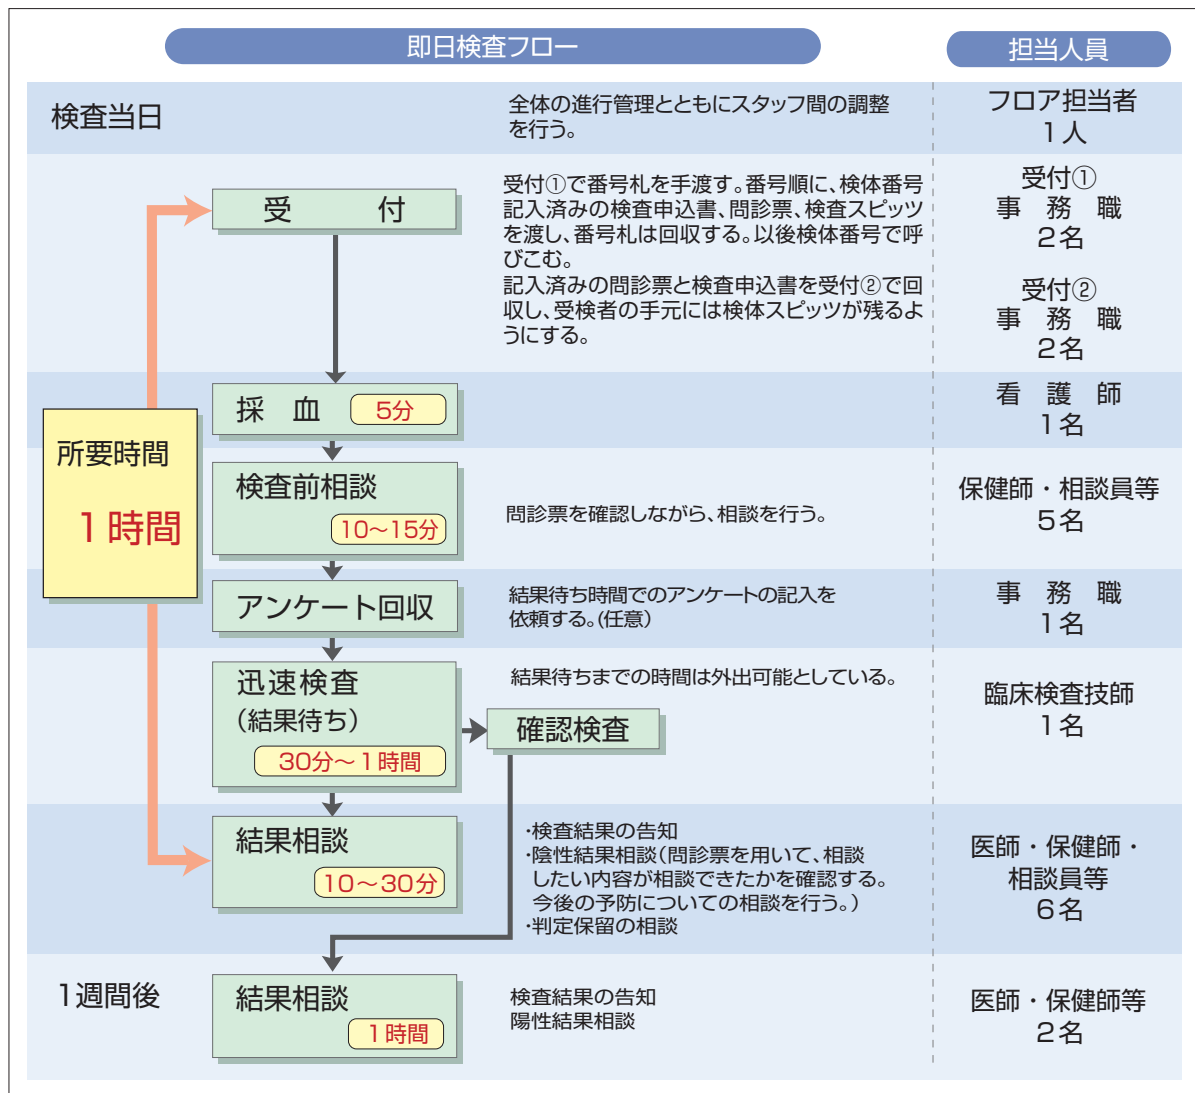 即日検査フロー
担当人員
検査当日
全体の進行管理とともにスタッフ間の調整
を行う。
フロア担当者
1人
受　付
受付①で番号札を手渡す。番号順に、検体番号
記入済みの検査申込書、問診票、検査スピッツ
を渡し、番号札は回収する。以後検体番号で呼
びこむ。
記入済みの問診票と検査申込書を受付②で回
収し、受検者の手元には検体スピッツが残るよ
うにする。
受付①
事　務　職
2名
受付②
事　務　職
2名
所要時間
1時間
採　血
5分
看　護　師
1名
検査前相談
10～15分
問診票を確認しながら、相談を行う。
保健師・相談員等
5名
アンケート回収
結果待ち時間でのアンケートの記入を
依頼する。(任意)
事　務　職
1名
迅速検査
(結果待ち)
30分～1時間
結果待ちまでの時間は外出可能としている。
確認検査
臨床検査技師
1名
結果相談
10～30分
・検査結果の告知
・陰性結果相談(問診票を用いて、相談
したい内容が相談できたかを確認する。
今後の予防についての相談を行う。)
・判定保留の相談
医師・保健師・
相談員等
6名
1週間後
結果相談
1時間
検査結果の告知
陽性結果相談
医師・保健師等
2名